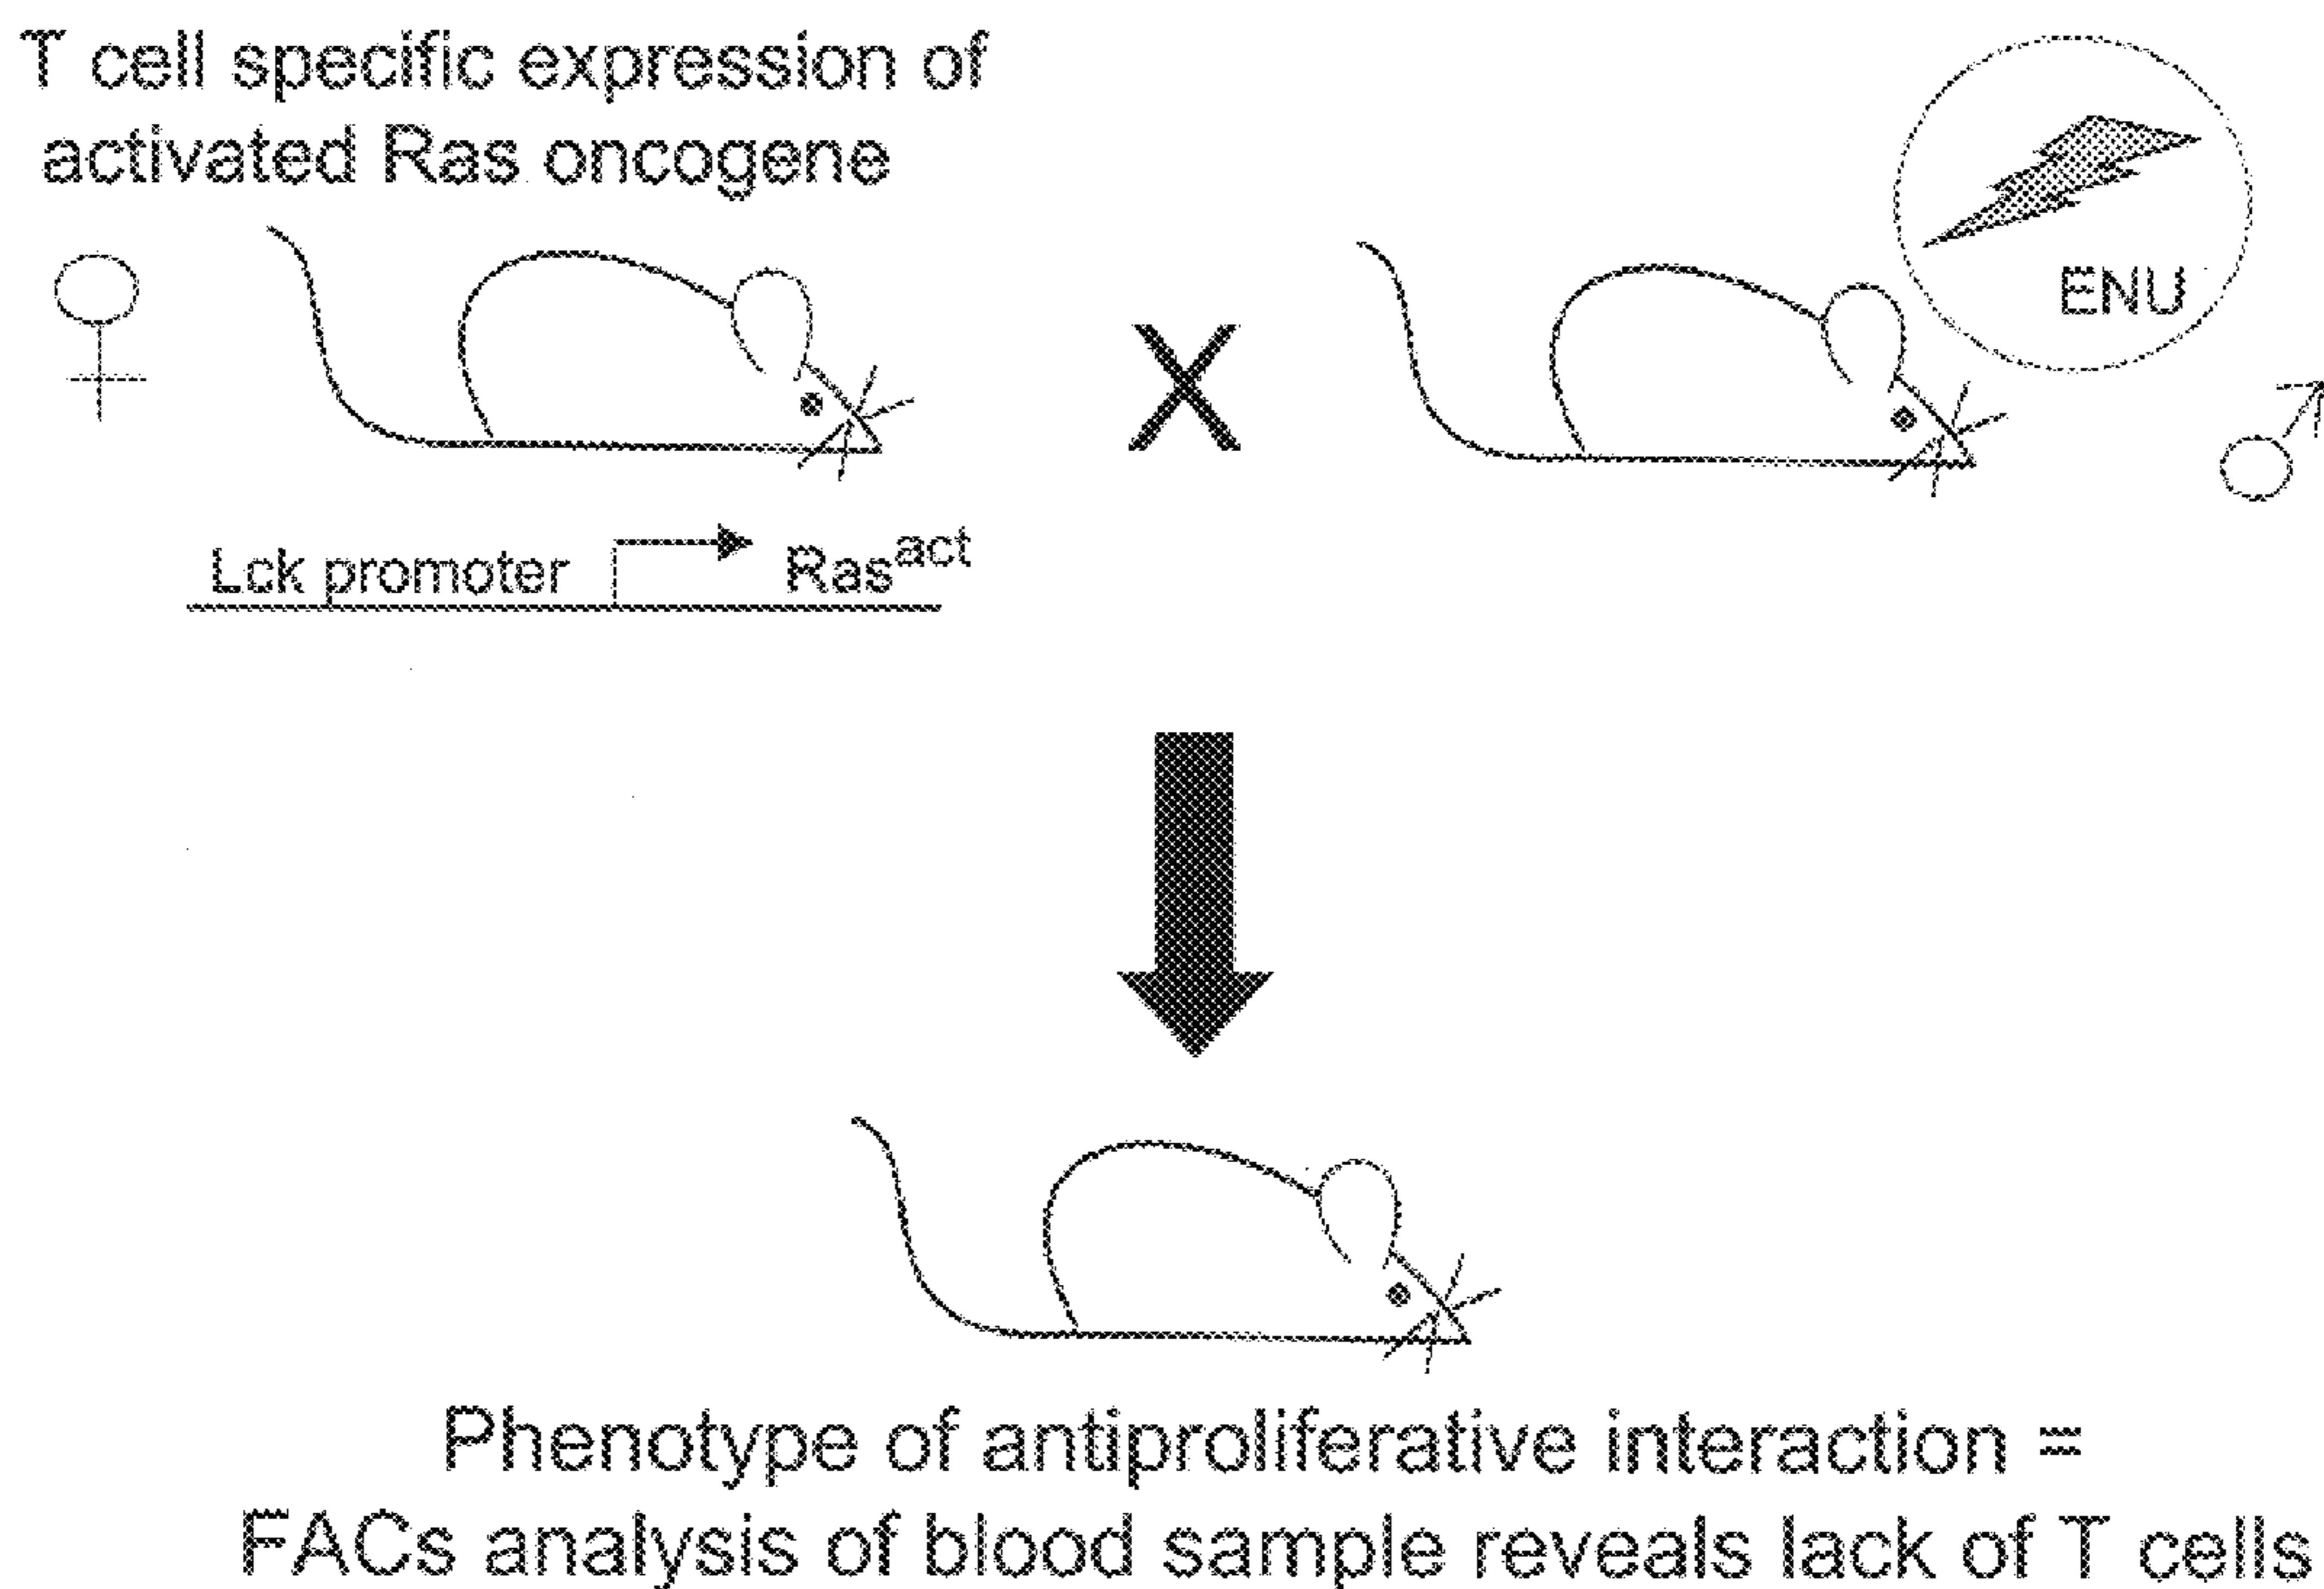 T cell specific expression of
activated Ras oncogene
ENU
X
Lck promoter Ras^act
Phenotype of antiproliferative interaction =
FACs analysis of blood sample reveals lack of T cells